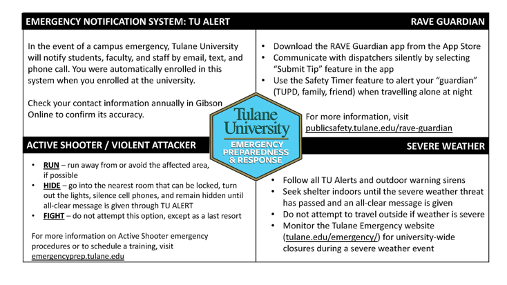 EMERGENCY NOTIFICATION SYSTEM: TU ALERT
In the event of a campus emergency, Tulane University
will notify students, faculty, and staff by email, text, and
phone call. You were automatically enrolled in this
system when you enrolled at the university.
Check your contact information annually in Gibson
Online to confirm its accuracy.
RAVE GUARDIAN
• Download the RAVE Guardian app from the App Store
• Communicate with dispatchers silently by selecting
"Submit Tip" feature in the app
• Use the Safety Timer feature to alert your "guardian"
(TUPD, family, friend) when travelling alone at night
For more information, visit
publicsafety.tulane.edu/rave-guardian
Tulane
University
EMERGENCY
PREPAREDNESS
& RESPONSE
ACTIVE SHOOTER / VIOLENT ATTACKER
• RUN – run away from or avoid the affected area,
if possible
• HIDE – go into the nearest room that can be locked, turn
out the lights, silence cell phones, and remain hidden until
all-clear message is given through TU ALERT
• FIGHT – do not attempt this option, except as a last resort
For more information on Active Shooter emergency
procedures or to schedule a training, visit
emergencyprep.tulane.edu
SEVERE WEATHER
• Follow all TU Alerts and outdoor warning sirens
• Seek shelter indoors until the severe weather threat
has passed and an all-clear message is given
• Do not attempt to travel outside if weather is severe
• Monitor the Tulane Emergency website
(tulane.edu/emergency/) for university-wide
closures during a severe weather event